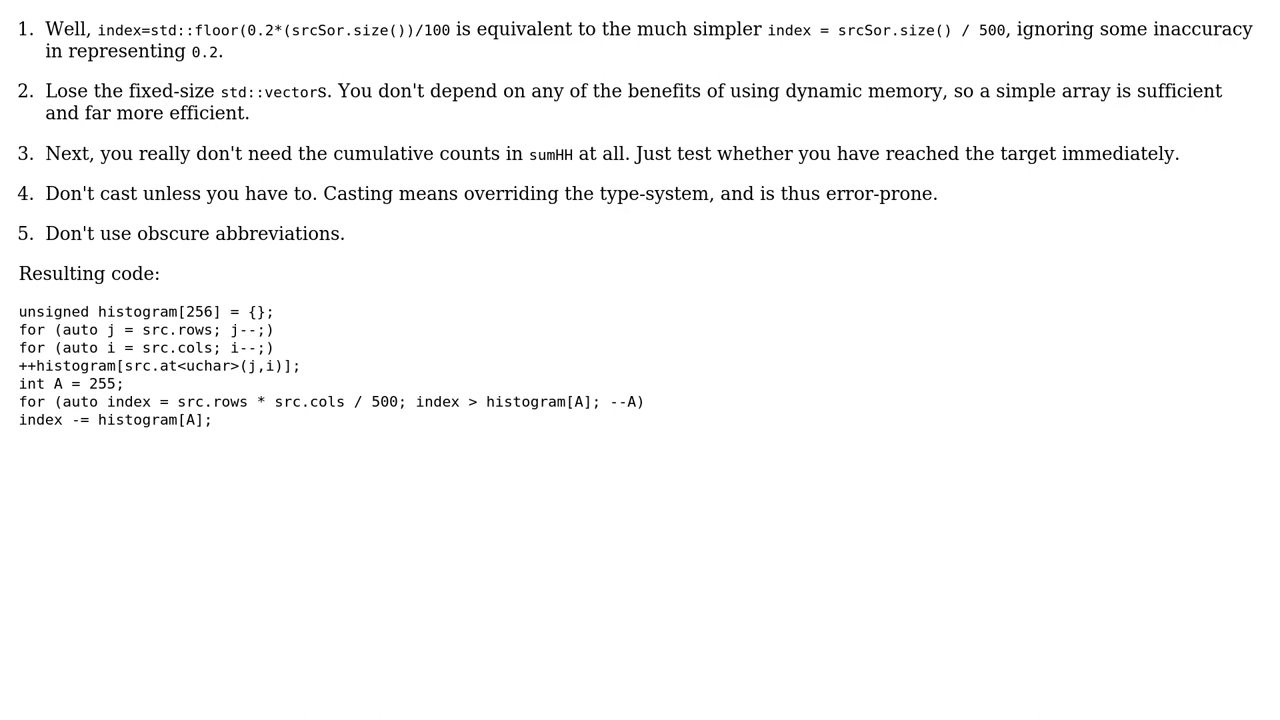 1. Well, index=std::floor(0.2*(srcSor.size())/100 is equivalent to the much simpler index = srcSor.size() / 500, ignoring some inaccuracy
in representing 0.2.
2. Lose the fixed-size std::vectors. You don't depend on any of the benefits of using dynamic memory, so a simple array is sufficient
and far more efficient.
3. Next, you really don't need the cumulative counts in sumHH at all. Just test whether you have reached the target immediately.
4. Don't cast unless you have to. Casting means overriding the type-system, and is thus error-prone.
5. Don't use obscure abbreviations.
Resulting code:
unsigned histogram[256] = {};
for (auto j = src.rows; j--;)
for (auto i = src.cols; i--;)
++histogram[src.at<uchar>(j,i)];
int A = 255;
for (auto index = src.rows * src.cols / 500; index > histogram[A]; --A)
index -= histogram[A];